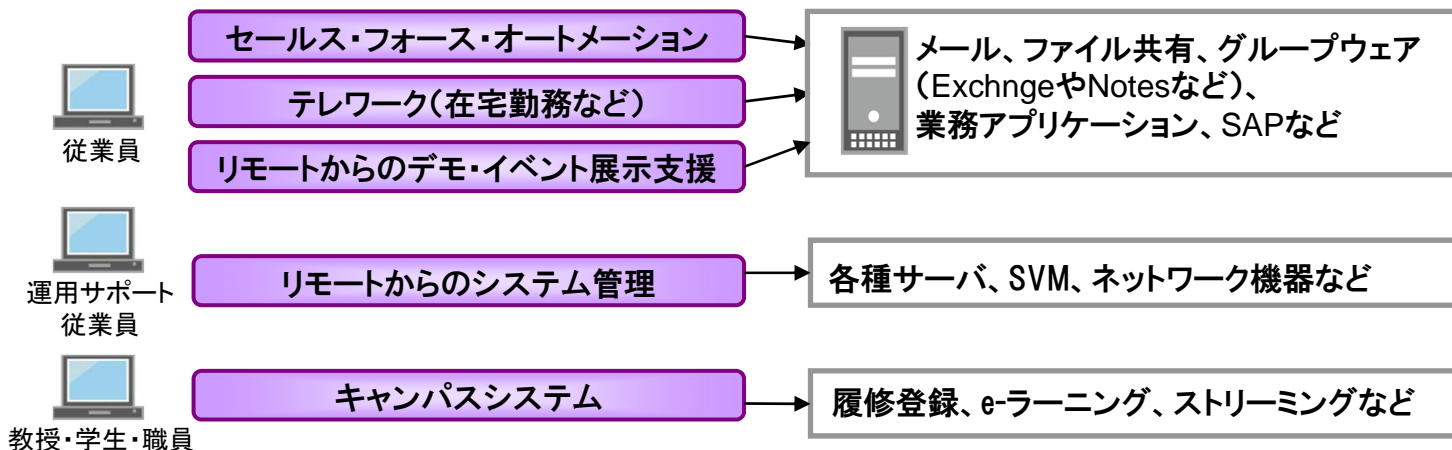 セールス・フォース・オートメーション
テレワーク(在宅勤務など)
リモートからのデモ・イベント展示支援
従業員
メール、ファイル共有、グループウェア
(ExchngeやNotesなど)、
業務アプリケーション、SAPなど
運用サポート
従業員
リモートからのシステム管理
各種サーバ、SVM、ネットワーク機器など
教授・学生・職員
キャンパスシステム
履修登録、e-ラーニング、ストリーミングなど